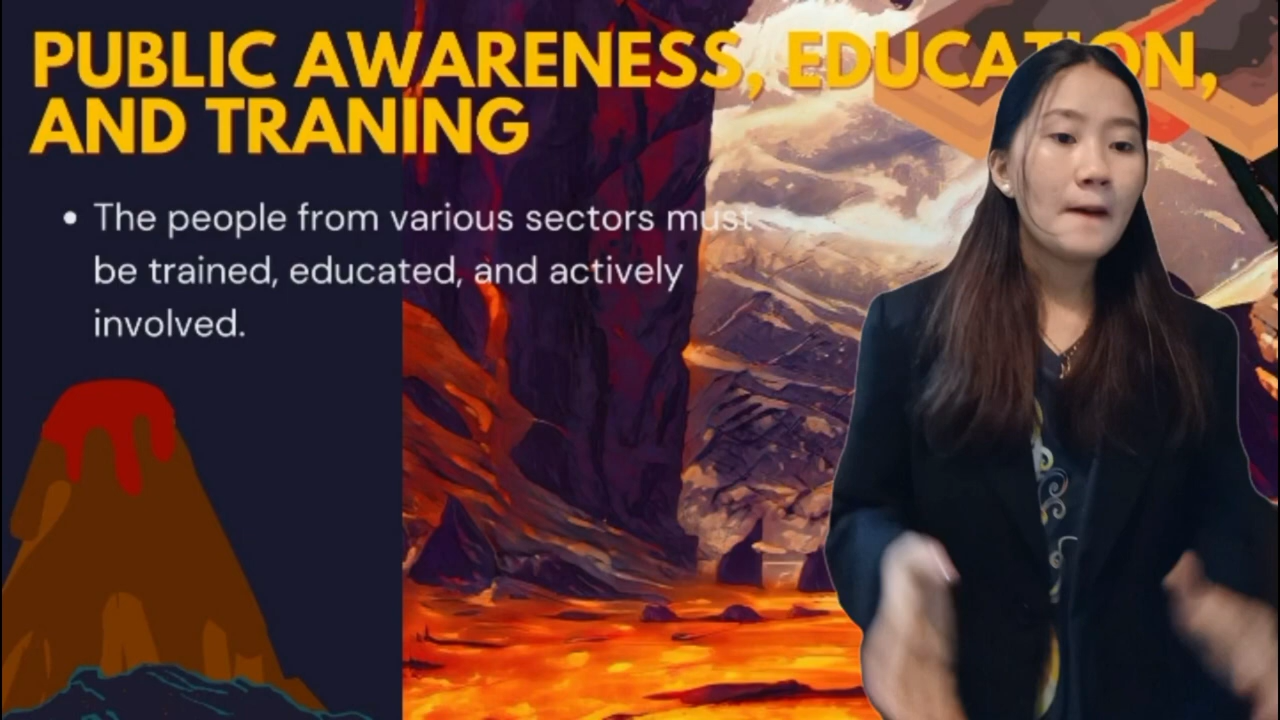 PUBLIC AWARENESS, EDUCATION,
AND TRANING
The people from various sectors must
be trained, educated, and actively
involved.